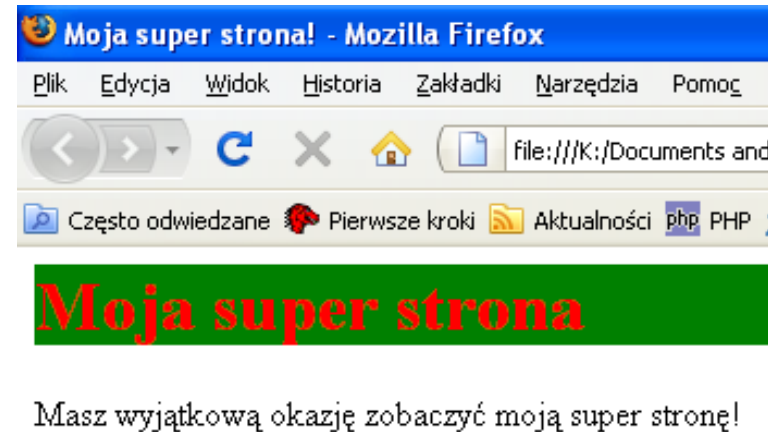 Moja super strona! - Mozilla Firefox
Plik Edycja Widok Historia Zakładki Narzędzia Pomoc
file:///K:/Documents and
Często odwiedzane Pierwsze kroki Aktualności php PHP
Moja super strona
Masz wyjątkową okazję zobaczyć moją super stronę!